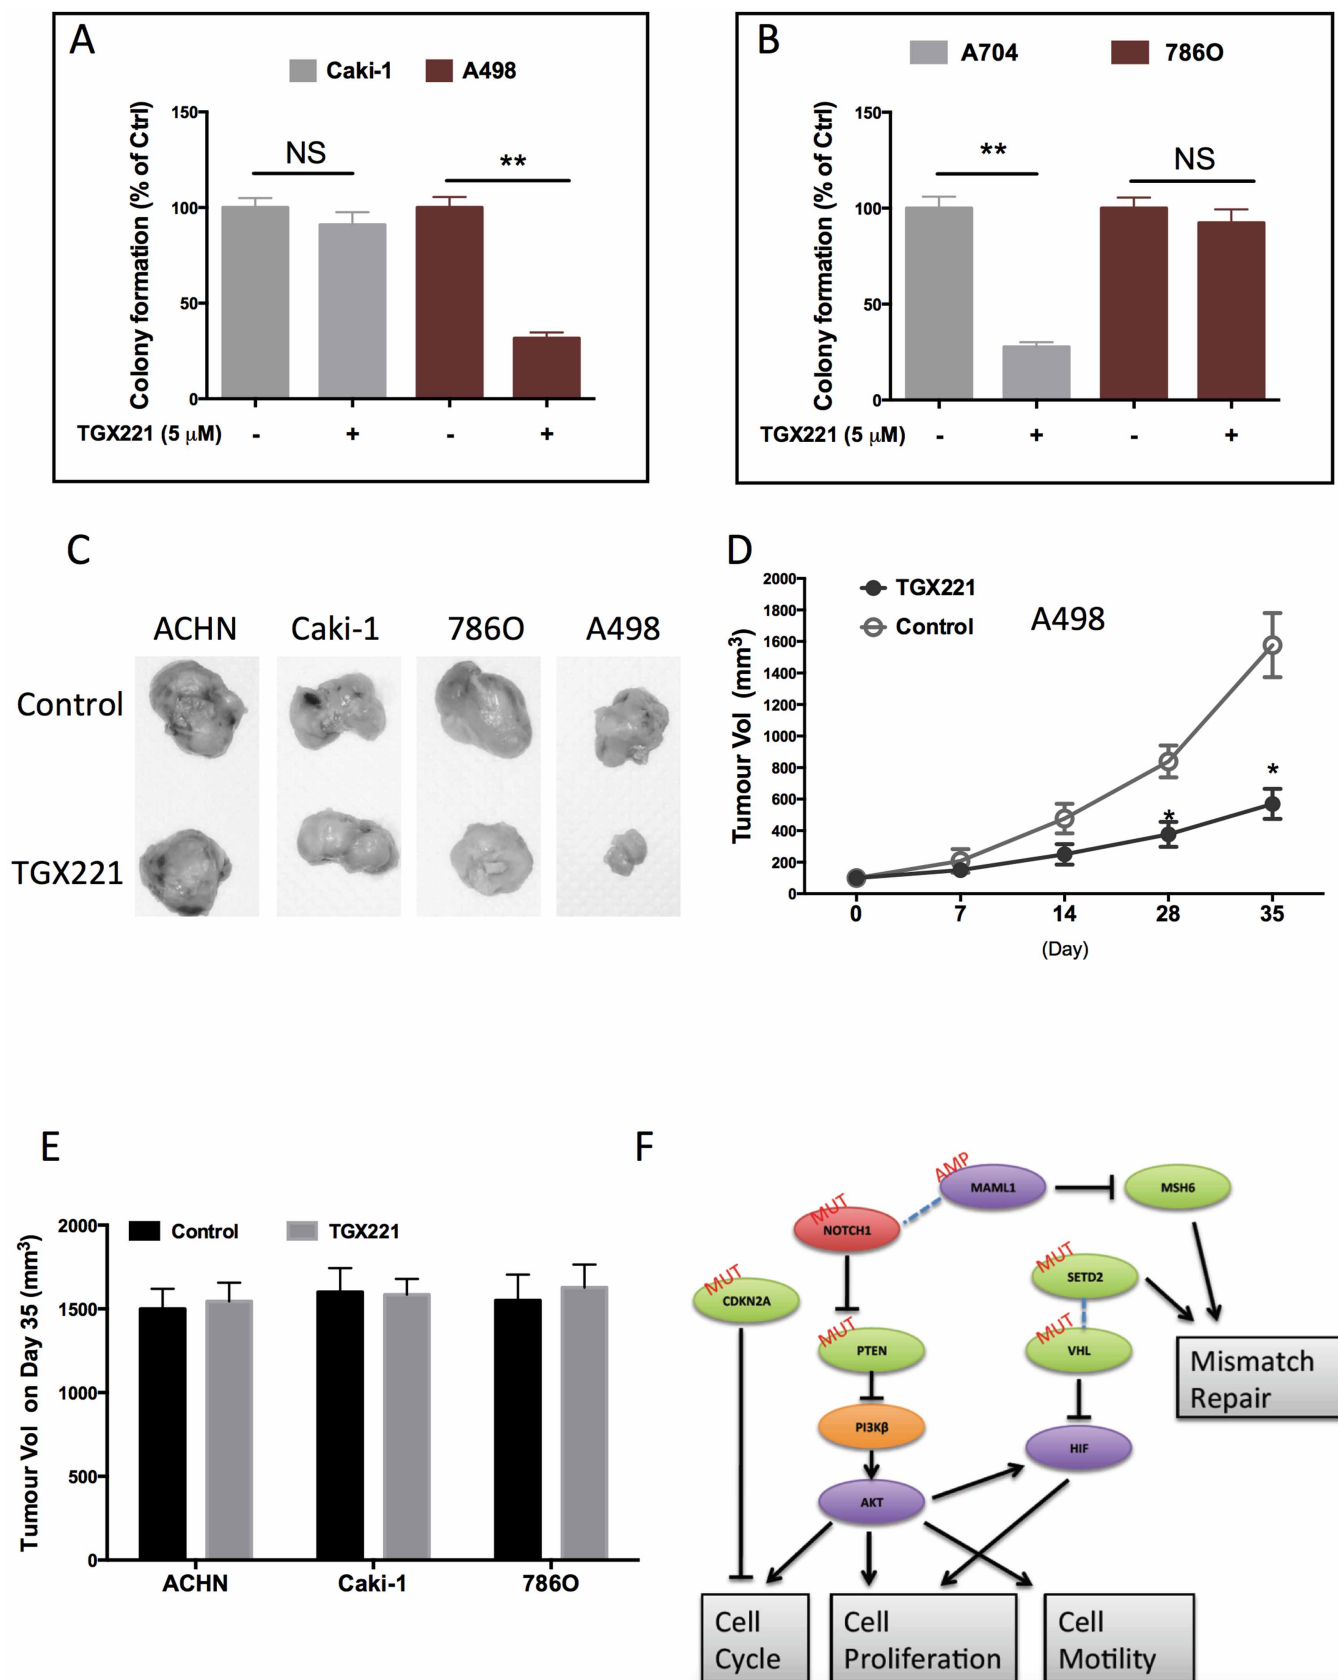 A
Caki-1 A498
Colony formation (% of Ctrl)
150
100
50
0
NS
**
TGX221 (5 µM) - + - +
B
A704 786O
Colony formation (% of Ctrl)
150
100
50
0
**
NS
TGX221 (5 µM) - + - +
C
ACHN Caki-1 786O A498
Control
TGX221
D
TGX221
Control
A498
Tumour Vol (mm³)
2000
1800
1600
1400
1200
1000
800
600
400
200
0
*
*
0 7 14 28 35
(Day)
E
Control TGX221
Tumour Vol on Day 35 (mm³)
2000
1500
1000
500
0
ACHN Caki-1 786O
F
AMP
MAML1
MSH6
MUT
NOTCH1
MUT
SETD2
MUT
CDKN2A
MUT
PTEN
MUT
VHL
Mismatch
Repair
PI3Kβ
HIF
AKT
Cell
Cycle
Cell
Proliferation
Cell
Motility